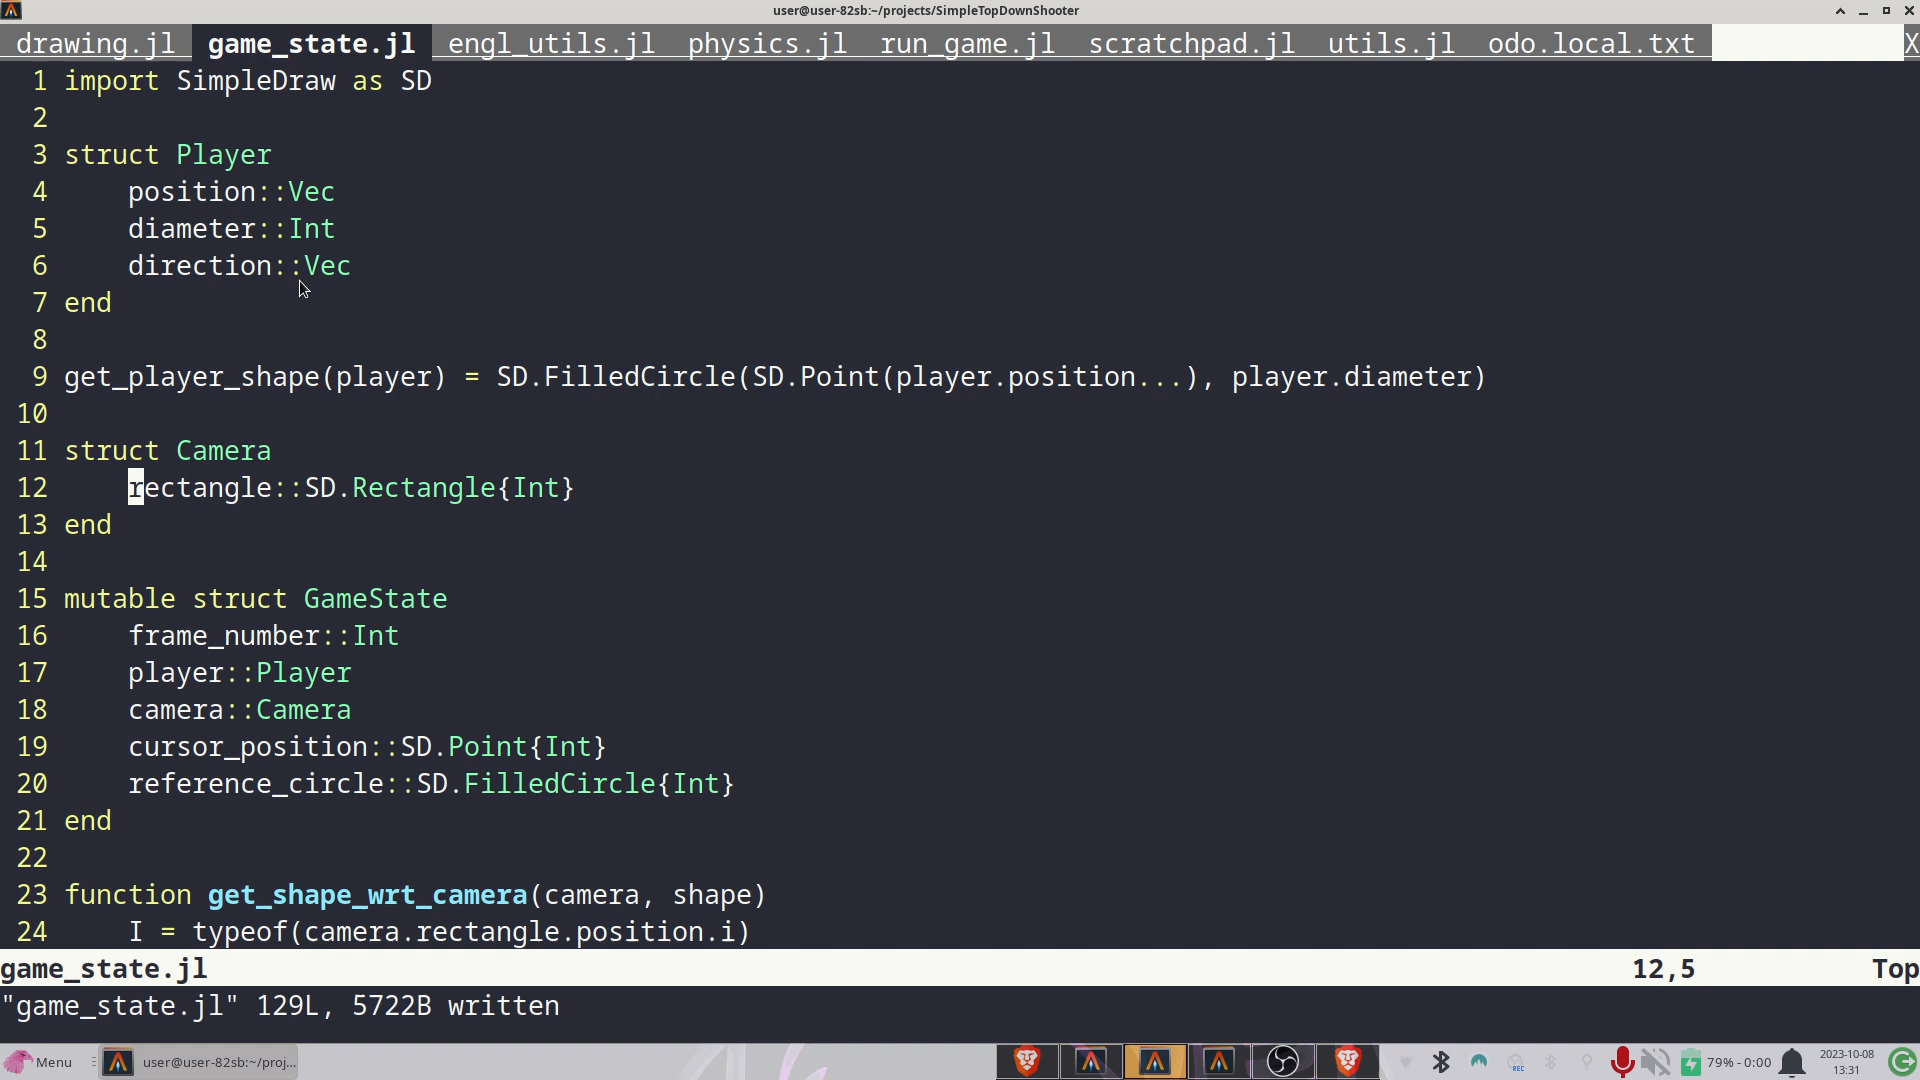 user@user-82sb:~/projects/SimpleTopDownShooter
drawing.jl game_state.jl engl_utils.jl physics.jl run_game.jl scratchpad.jl utils.jl odo.local.txt X
1 import SimpleDraw as SD
2
3 struct Player
4     position::Vec
5     diameter::Int
6     direction::Vec
7 end
8
9 get_player_shape(player) = SD.FilledCircle(SD.Point(player.position...), player.diameter)
10
11 struct Camera
12     rectangle::SD.Rectangle{Int}
13 end
14
15 mutable struct GameState
16     frame_number::Int
17     player::Player
18     camera::Camera
19     cursor_position::SD.Point{Int}
20     reference_circle::SD.FilledCircle{Int}
21 end
22
23 function get_shape_wrt_camera(camera, shape)
24     I = typeof(camera.rectangle.position.i)
game_state.jl 12,5 Top
"game_state.jl" 129L, 5722B written
Menu user@user-82sb:~/proj... REC 79% - 0:00 2023-10-08
13:31